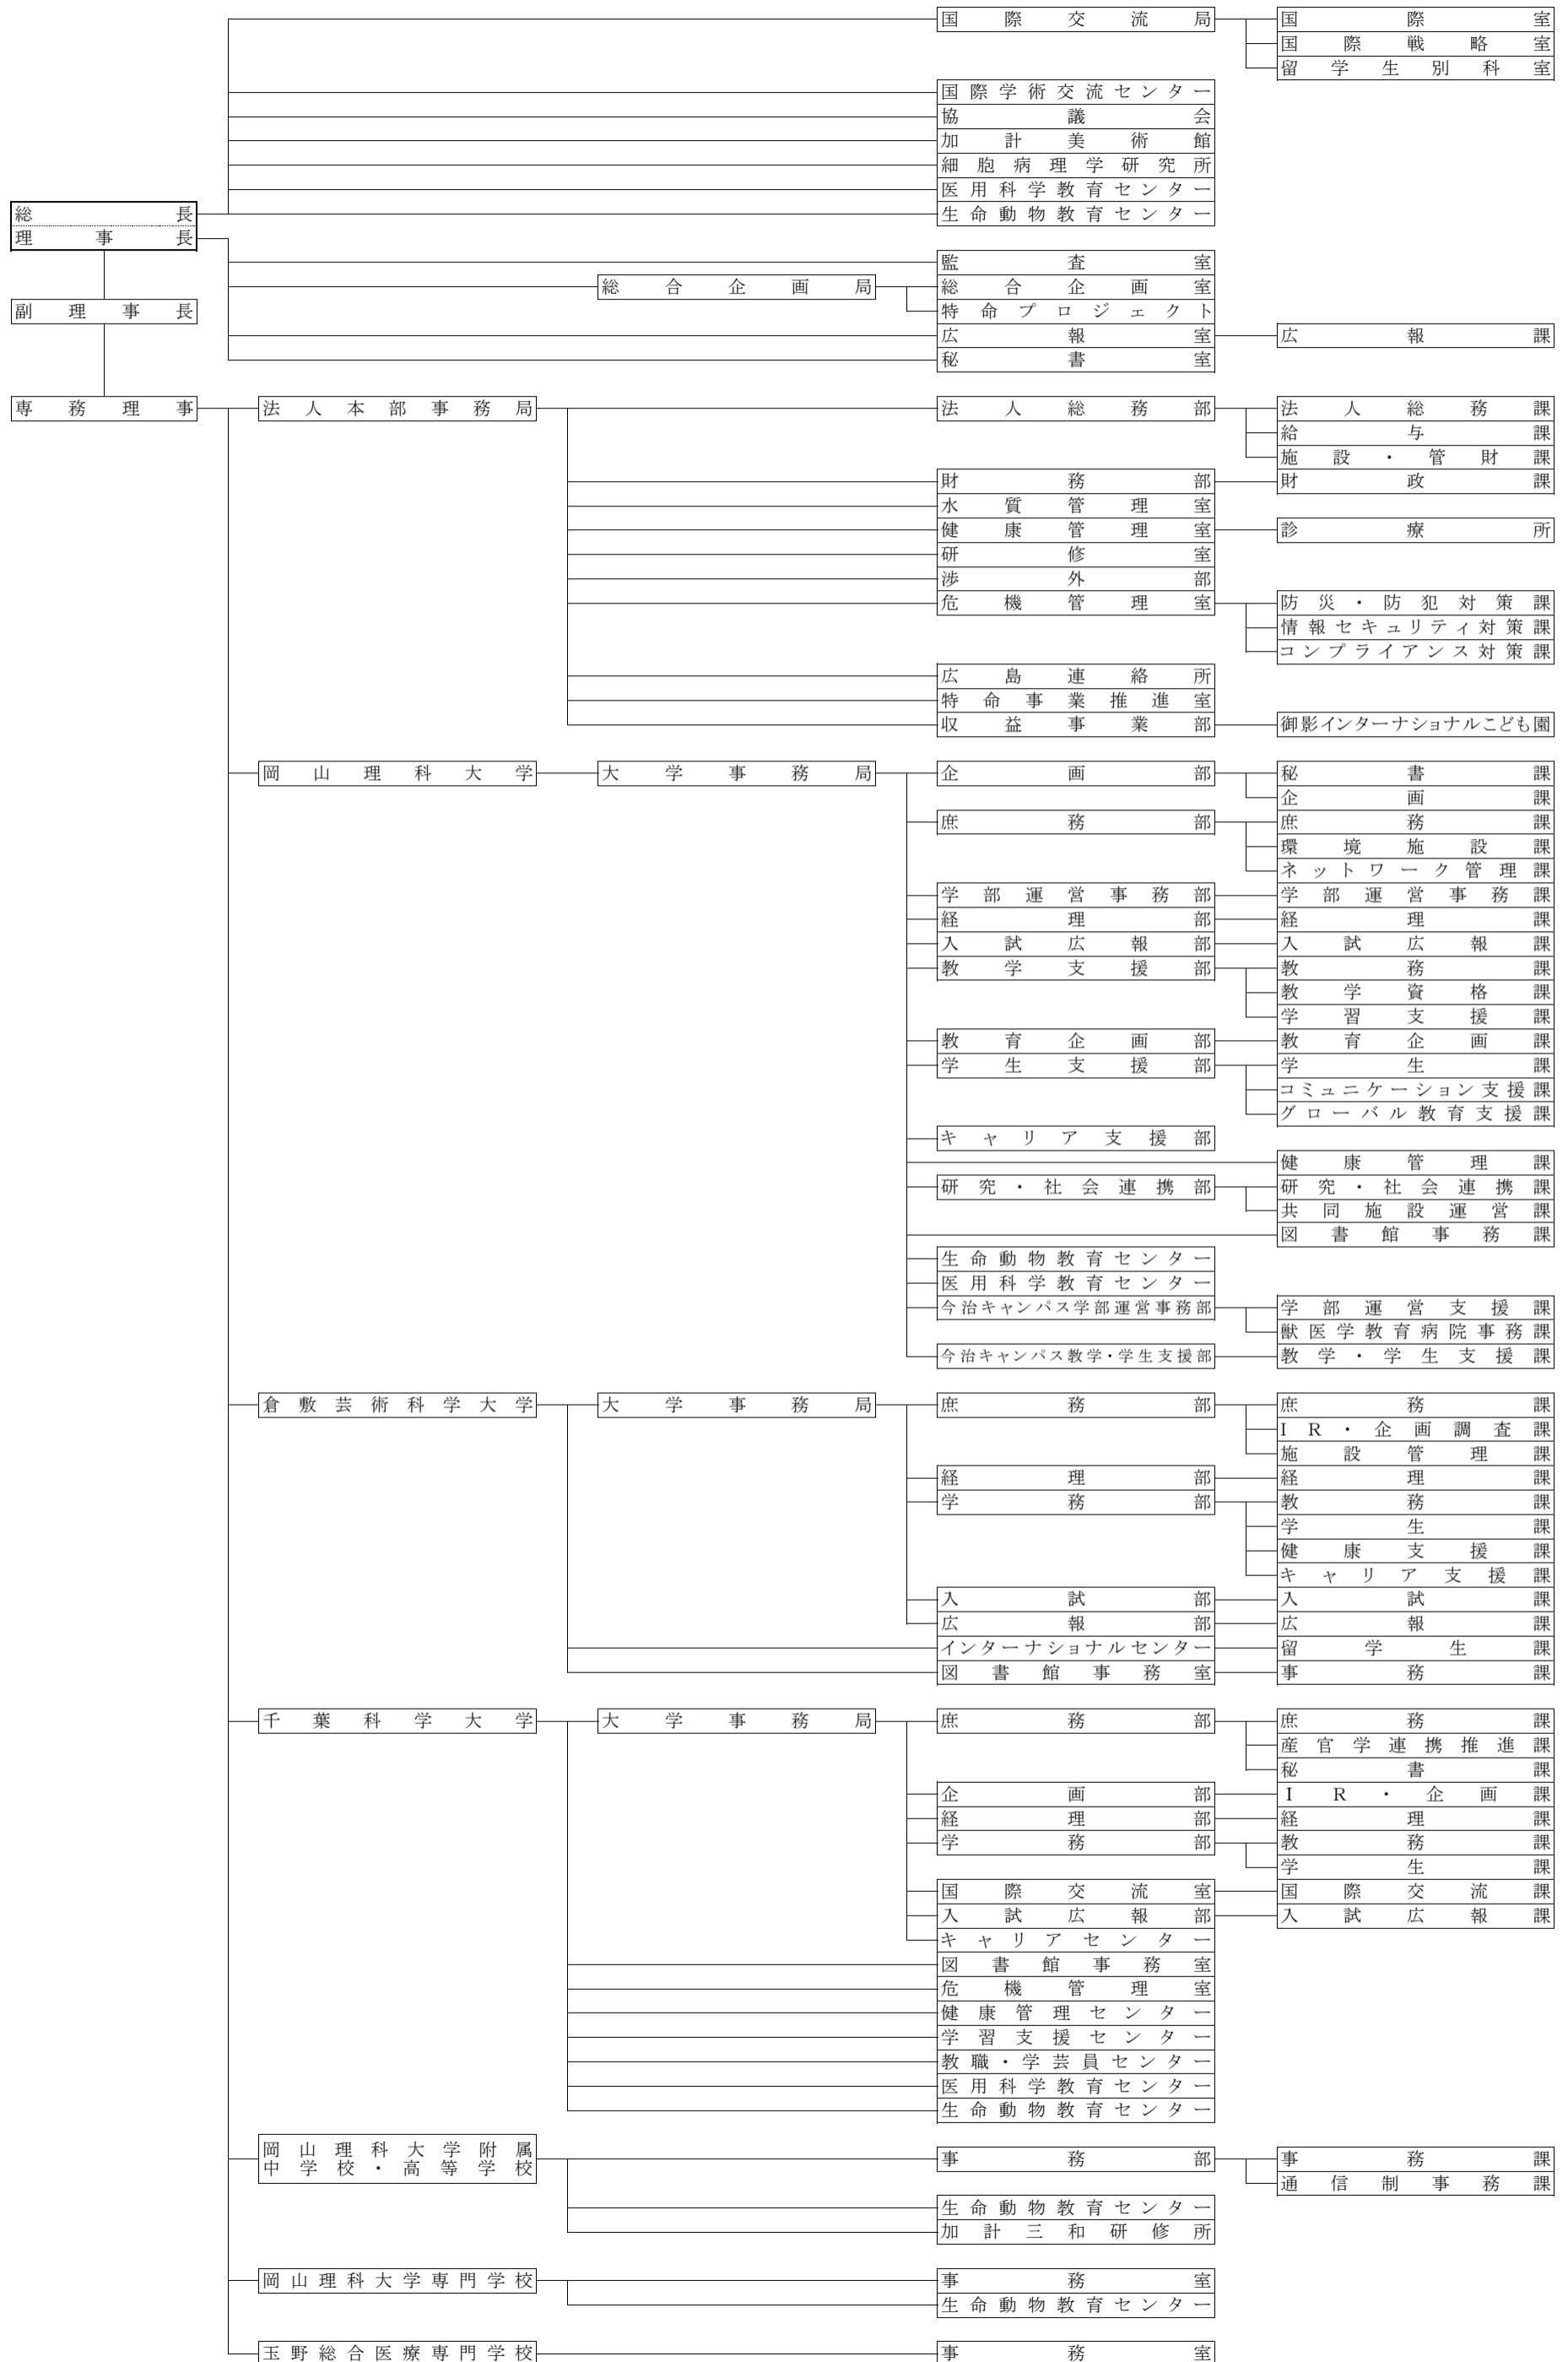 国際交流局 国際室
国際戦略室
留学生別科室
国際学術交流センター
協議会
加計美術館
細胞病理学研究所
医用科学教育センター
総長 生命動物教育センター
理事長
監査室
総合企画局 総合企画室
副理事長 特命プロジェクト
広報室 広報課
秘書室
専務理事 法人本部事務局 法人総務部 法人総務課
給与課
施設・管財課
財務部 財政課
水質管理室
健康管理室 診療所
研修室
渉外部
危機管理室 防災・防犯対策課
情報セキュリティ対策課
コンプライアンス対策課
広島連絡所
特命事業推進室
収益事業部 御影インターナショナルこども園
岡山理科大学 大学事務局 企画部 秘書課
企画課
庶務部 庶務課
環境施設課
ネットワーク管理課
学部運営事務部 学部運営事務課
経理部 経理課
入試広報部 入試広報課
教学支援部 教務課
教学資格課
学習支援課
教育企画部 教育企画課
学生支援部 学生課
コミュニケーション支援課
グローバル教育支援課
キャリア支援部
健康管理課
研究・社会連携部 研究・社会連携課
共同施設運営課
図書館事務課
生命動物教育センター
医用科学教育センター
今治キャンパス学部運営事務部 学部運営支援課
獣医学教育病院事務課
今治キャンパス教学・学生支援部 教学・学生支援課
倉敷芸術科学大学 大学事務局 庶務部 庶務課
IR・企画調査課
施設管理課
経理部 経理課
学務部 教務課
学生課
健康支援課
キャリア支援課
入試部 入試課
広報部 広報課
インターナショナルセンター 留学生課
図書館事務室 事務課
千葉科学大学 大学事務局 庶務部 庶務課
産官学連携推進課
秘書課
企画部 IR・企画課
経理部 経理課
学務部 教務課
学生課
国際交流室 国際交流課
入試広報部 入試広報課
キャリアセンター
図書館事務室
危機管理室
健康管理センター
学習支援センター
教職・学芸員センター
医用科学教育センター
生命動物教育センター
岡山理科大学附属
中学校・高等学校 事務部 事務課
通信制事務課
生命動物教育センター
加計三和研修所
岡山理科大学専門学校 事務室
生命動物教育センター
玉野総合医療専門学校 事務室